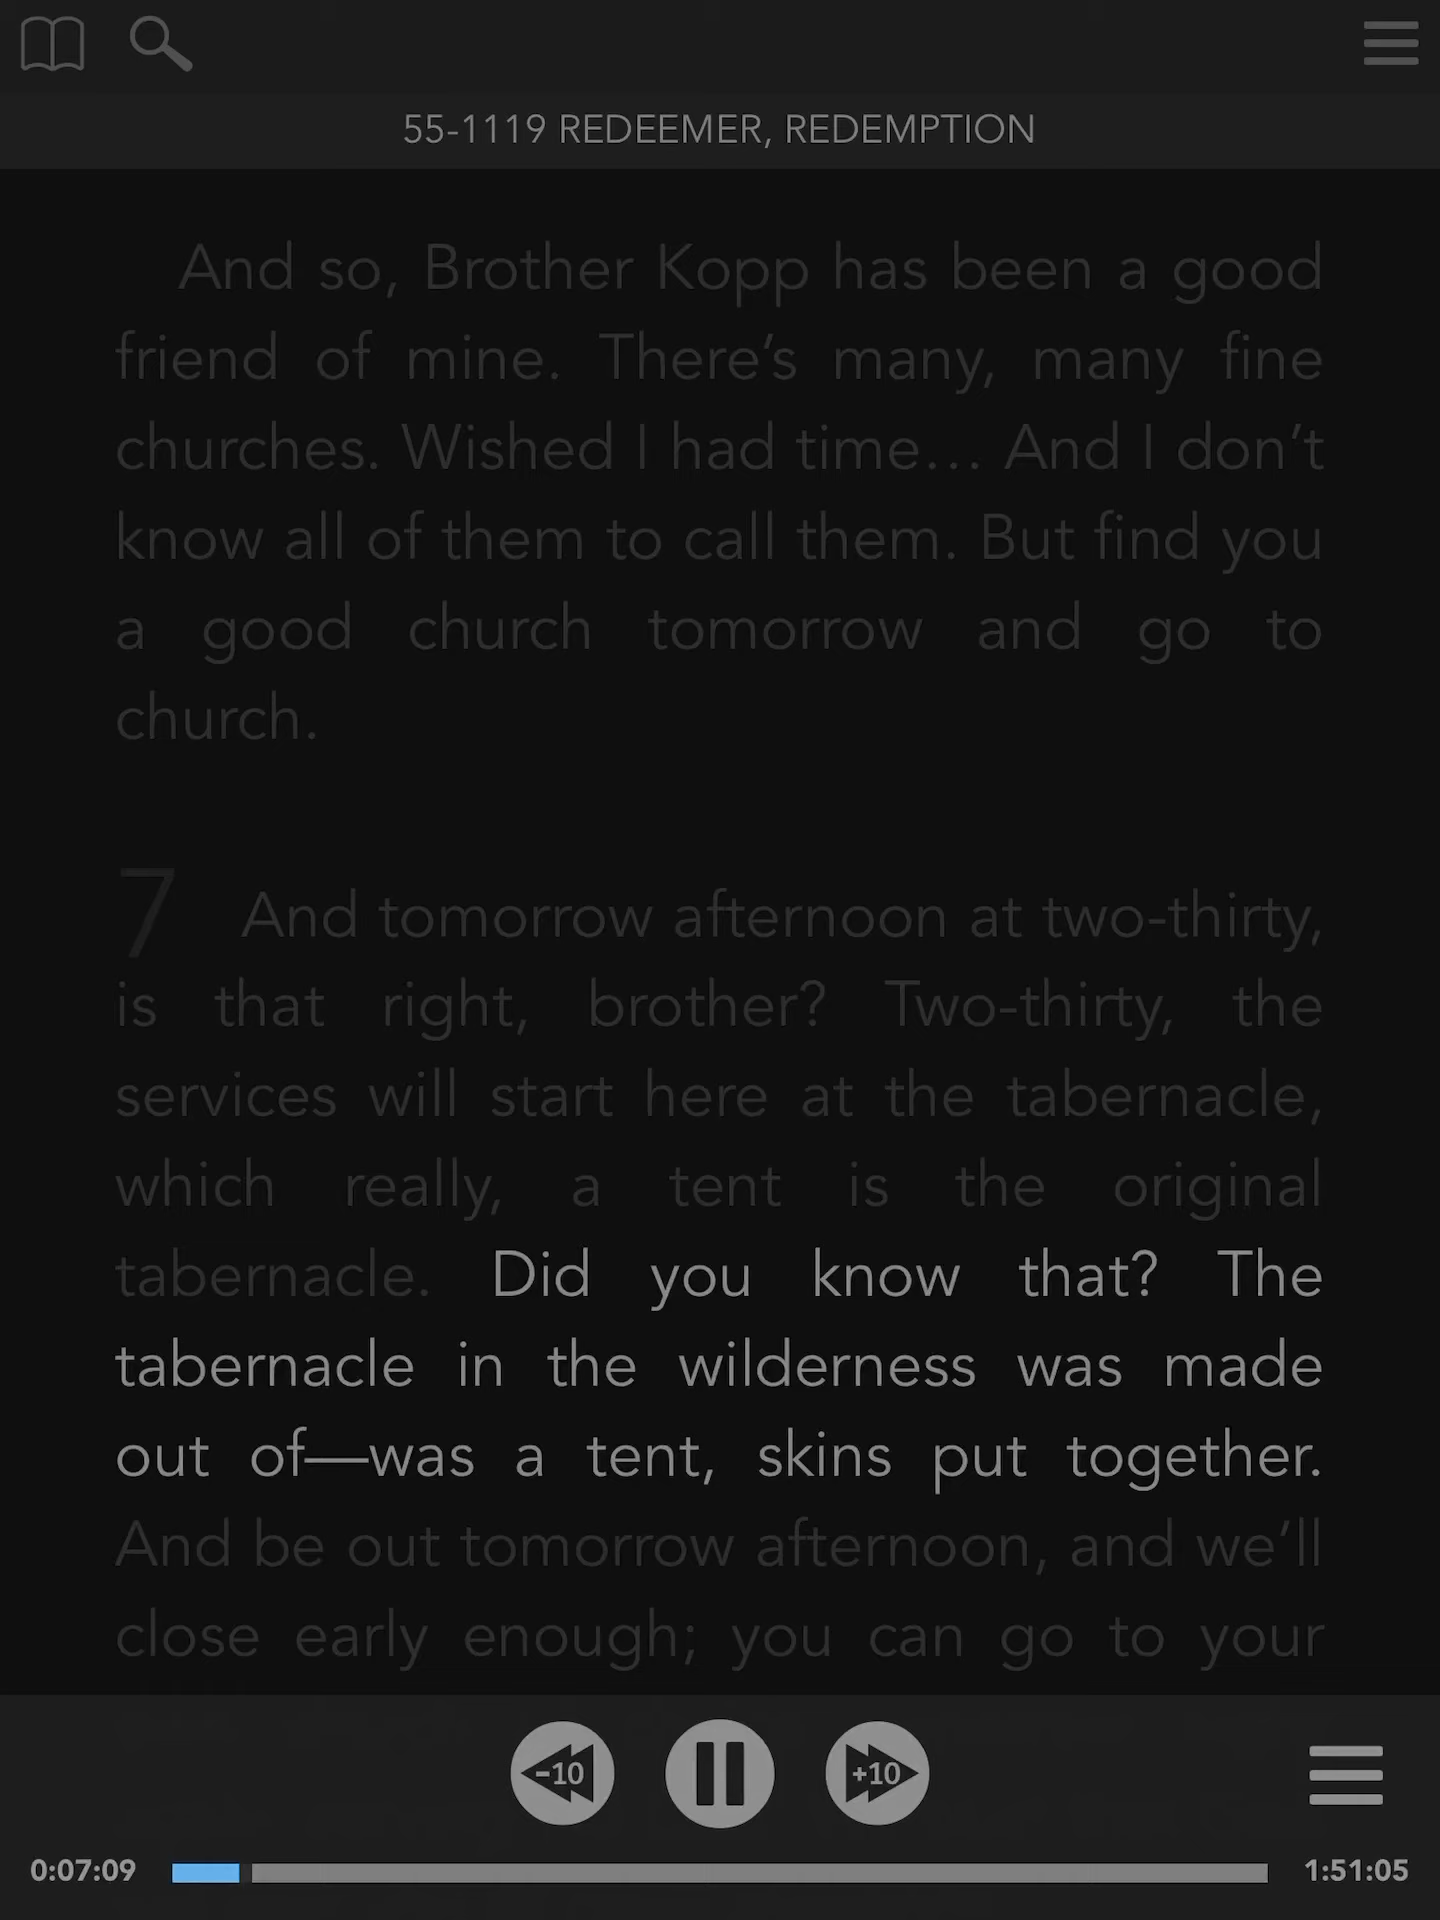 55-1119 REDEEMER, REDEMPTION
And so, Brother Kopp has been a good
friend of mine. There’s many, many fine
churches. Wished I had time… And I don’t
know all of them to call them. But find you
a good church tomorrow and go to
church.
7 And tomorrow afternoon at two-thirty,
is that right, brother? Two-thirty, the
services will start here at the tabernacle,
which really, a tent is the original
tabernacle. Did you know that? The
tabernacle in the wilderness was made
out of—was a tent, skins put together.
And be out tomorrow afternoon, and we’ll
close early enough; you can go to your
-10 +10
0:07:09 1:51:05